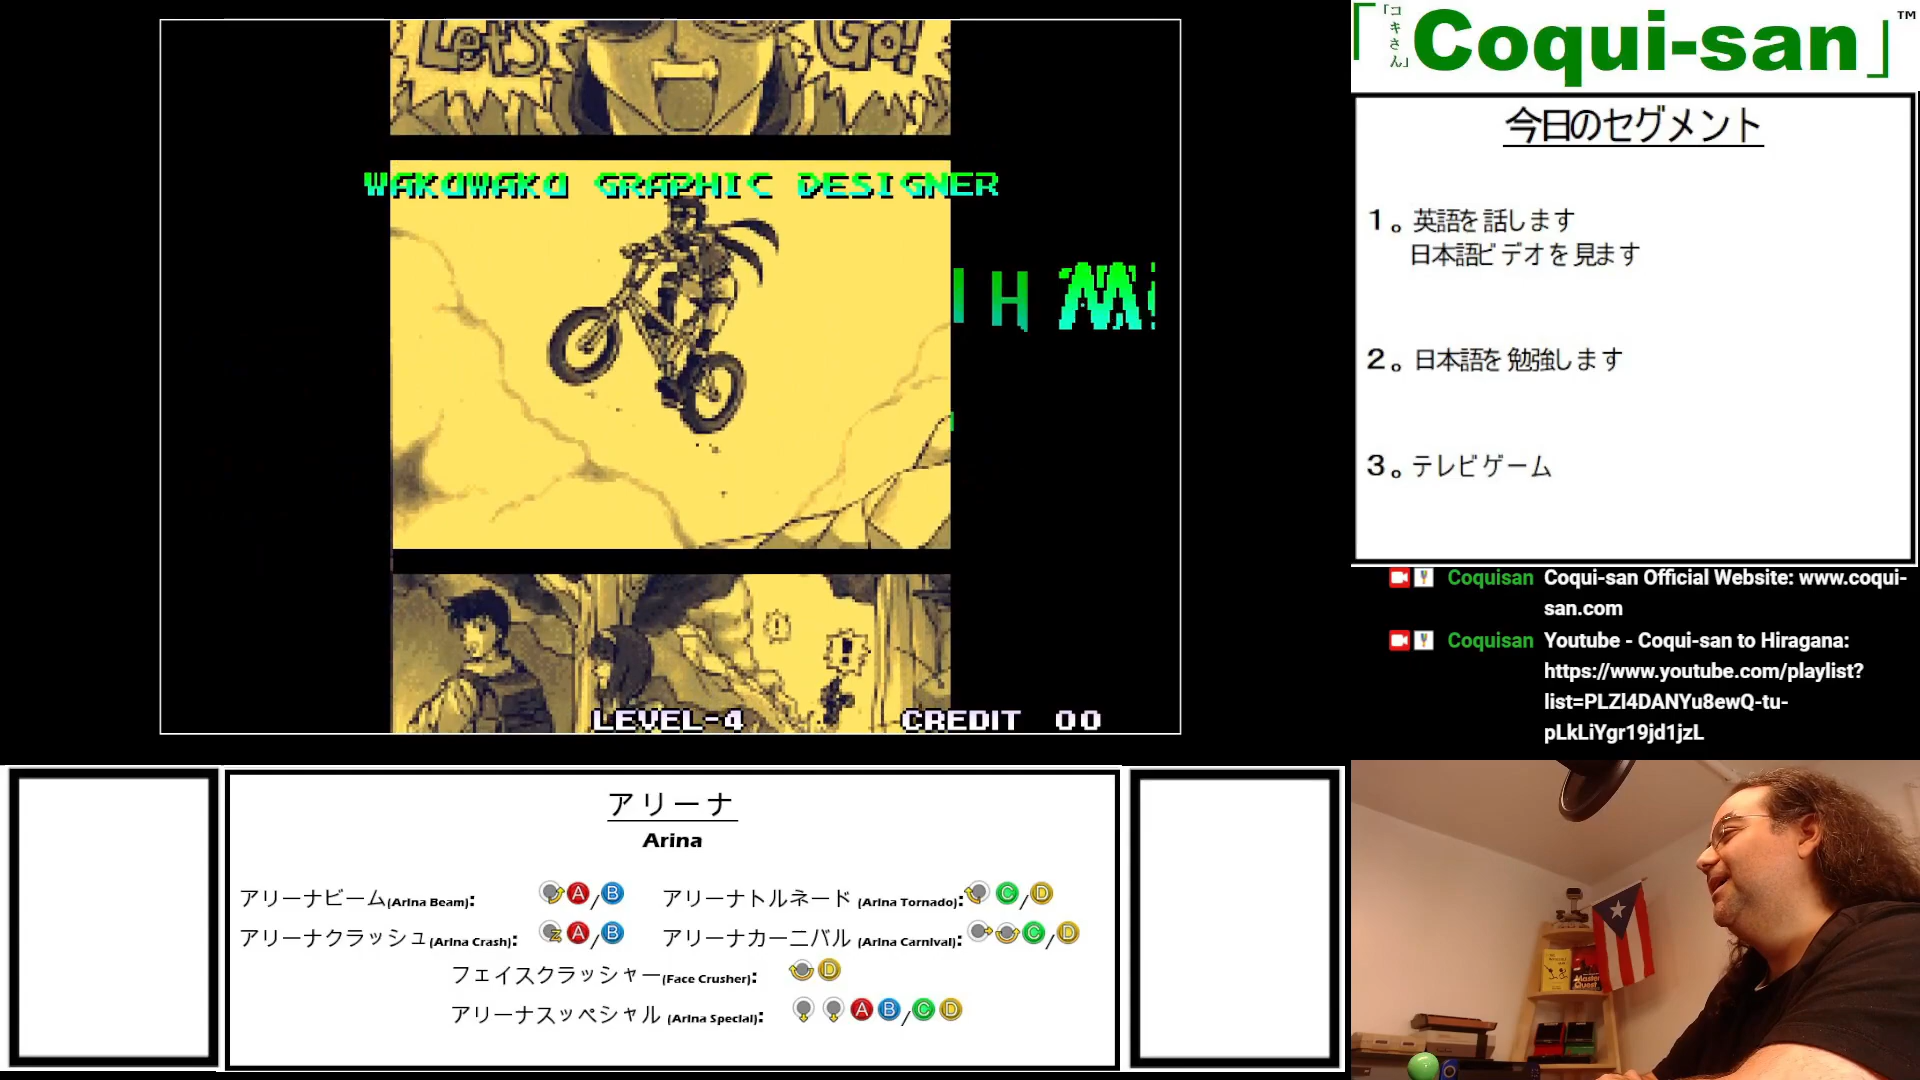 Let's Go!
WAKUWAKU GRAPHIC DESIGNER
LEVEL-4
CREDIT 00
「コキさん」
「Coqui-san」™
今日のセグメント
1。英語を話します
日本語ビデオを見ます
2。日本語を勉強します
3。テレビゲーム
Coquisan Coqui-san Official Website: www.coqui-
san.com
Coquisan Youtube - Coqui-san to Hiragana:
https://www.youtube.com/playlist?
list=PLZl4DANYu8ewQ-tu-
pLkLiYgr19jd1jzL
アリーナ
Arina
アリーナビーム(Arina Beam): A/B
アリーナトルネード (Arina Tornado): C/D
アリーナクラッシュ(Arina Crash): Z A/B
アリーナカーニバル (Arina Carnival): C/D
フェイスクラッシャー(Face Crusher): D
アリーナスッペシャル (Arina Special): A B/C D
Master
Quest